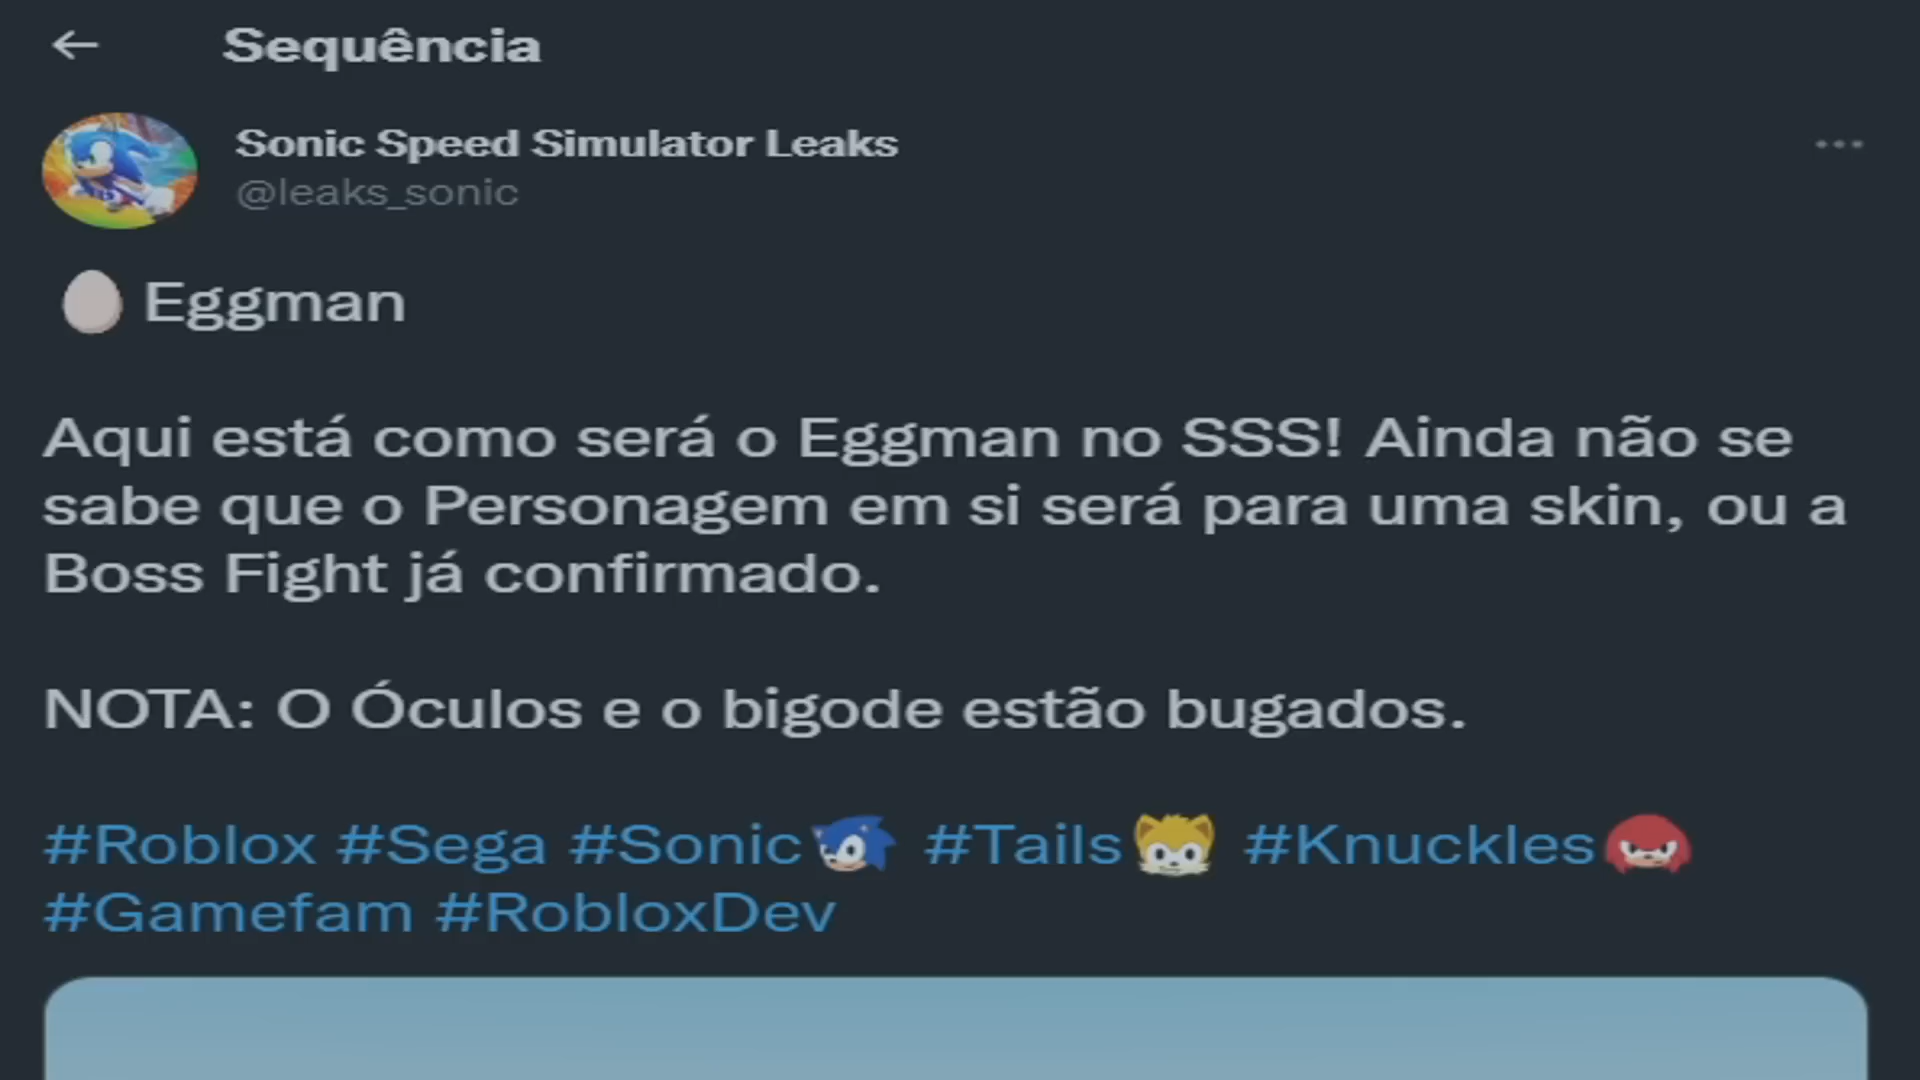 Sequência
Sonic Speed Simulator Leaks
@leaks_sonic
Eggman
Aqui está como será o Eggman no SSS! Ainda não se
sabe que o Personagem em si será para uma skin, ou a
Boss Fight já confirmado.
NOTA: O Óculos e o bigode estão bugados.
#Roblox #Sega #Sonic #Tails #Knuckles
#Gamefam #RobloxDev